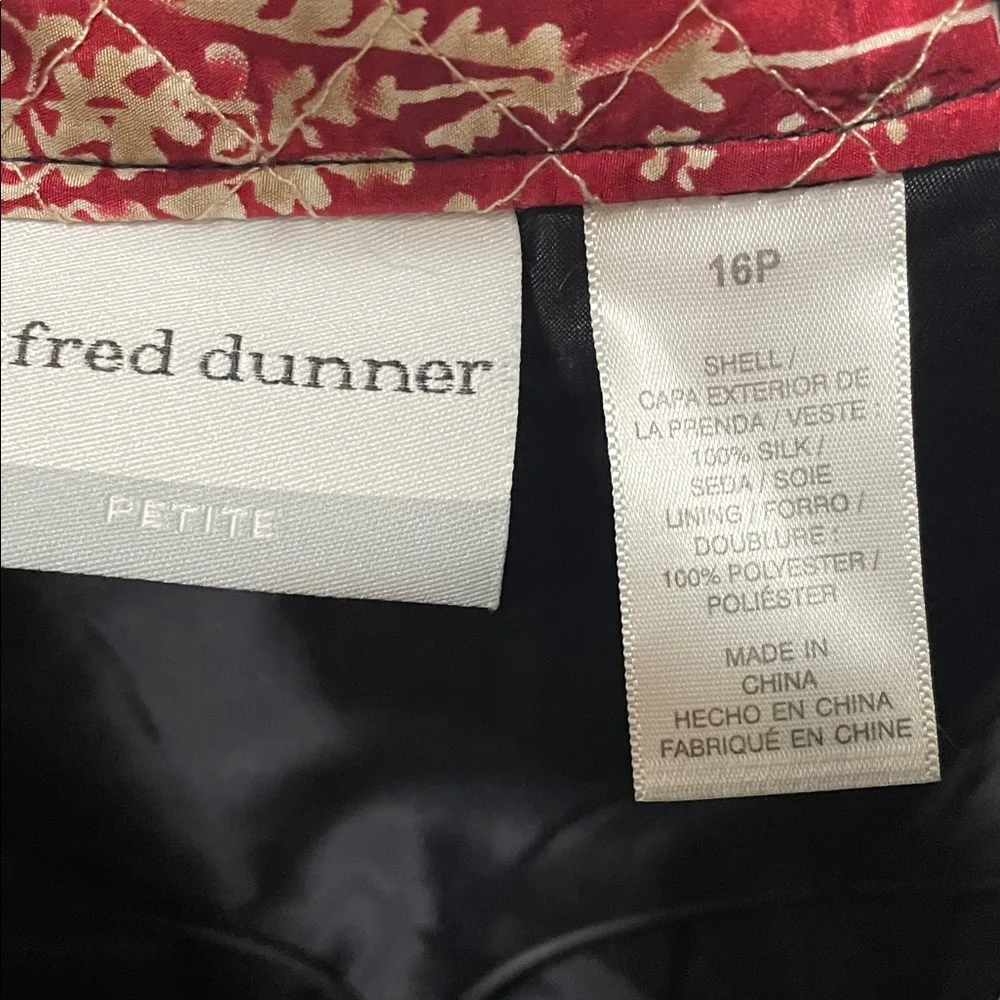 fred dunner
PETITE
16P
SHELL /
CAPA EXTERIOR DE
LA PRENDA / VESTE :
100% SILK /
SEDA / SOIE
LINING / FORRO /
DOUBLURE :
100% POLYESTER /
POLIÉSTER
MADE IN
CHINA
HECHO EN CHINA
FABRIQUÉ EN CHINE